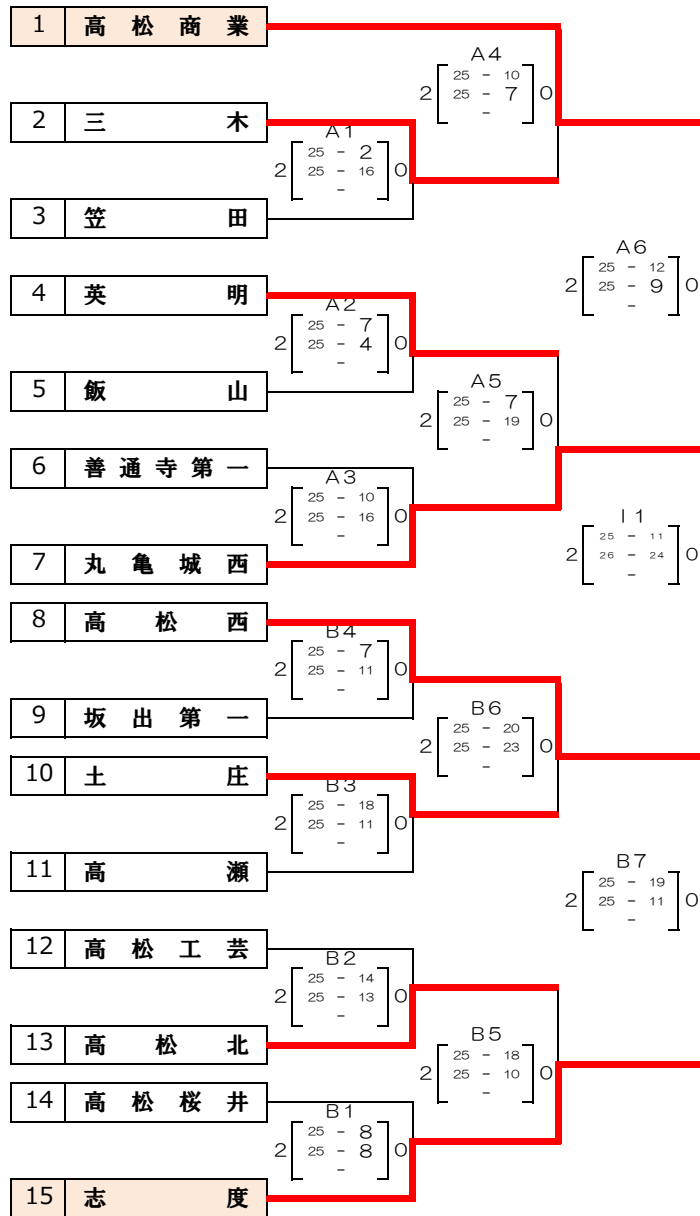 1 高松商業
A4
25 - 10
2 25 - 7 0
-
2 三木
A1
25 - 2
2 25 - 16 0
-
3 笠田
A6
25 - 12
2 25 - 9 0
-
4 英明
A2
25 - 7
2 25 - 4 0
-
5 飯山
A5
25 - 7
2 25 - 19 0
-
6 善通寺第一
A3
25 - 10
2 25 - 16 0
-
7 丸亀城西
I1
25 - 11
2 26 - 24 0
-
8 高松西
B4
25 - 7
2 25 - 11 0
-
9 坂出第一
B6
25 - 20
2 25 - 23 0
-
10 土庄
B3
25 - 18
2 25 - 11 0
-
11 高瀬
B7
25 - 19
2 25 - 11 0
-
12 高松工芸
B2
25 - 14
2 25 - 13 0
-
13 高松北
B5
25 - 18
2 25 - 10 0
-
14 高松桜井
B1
25 - 8
2 25 - 8 0
-
15 志度